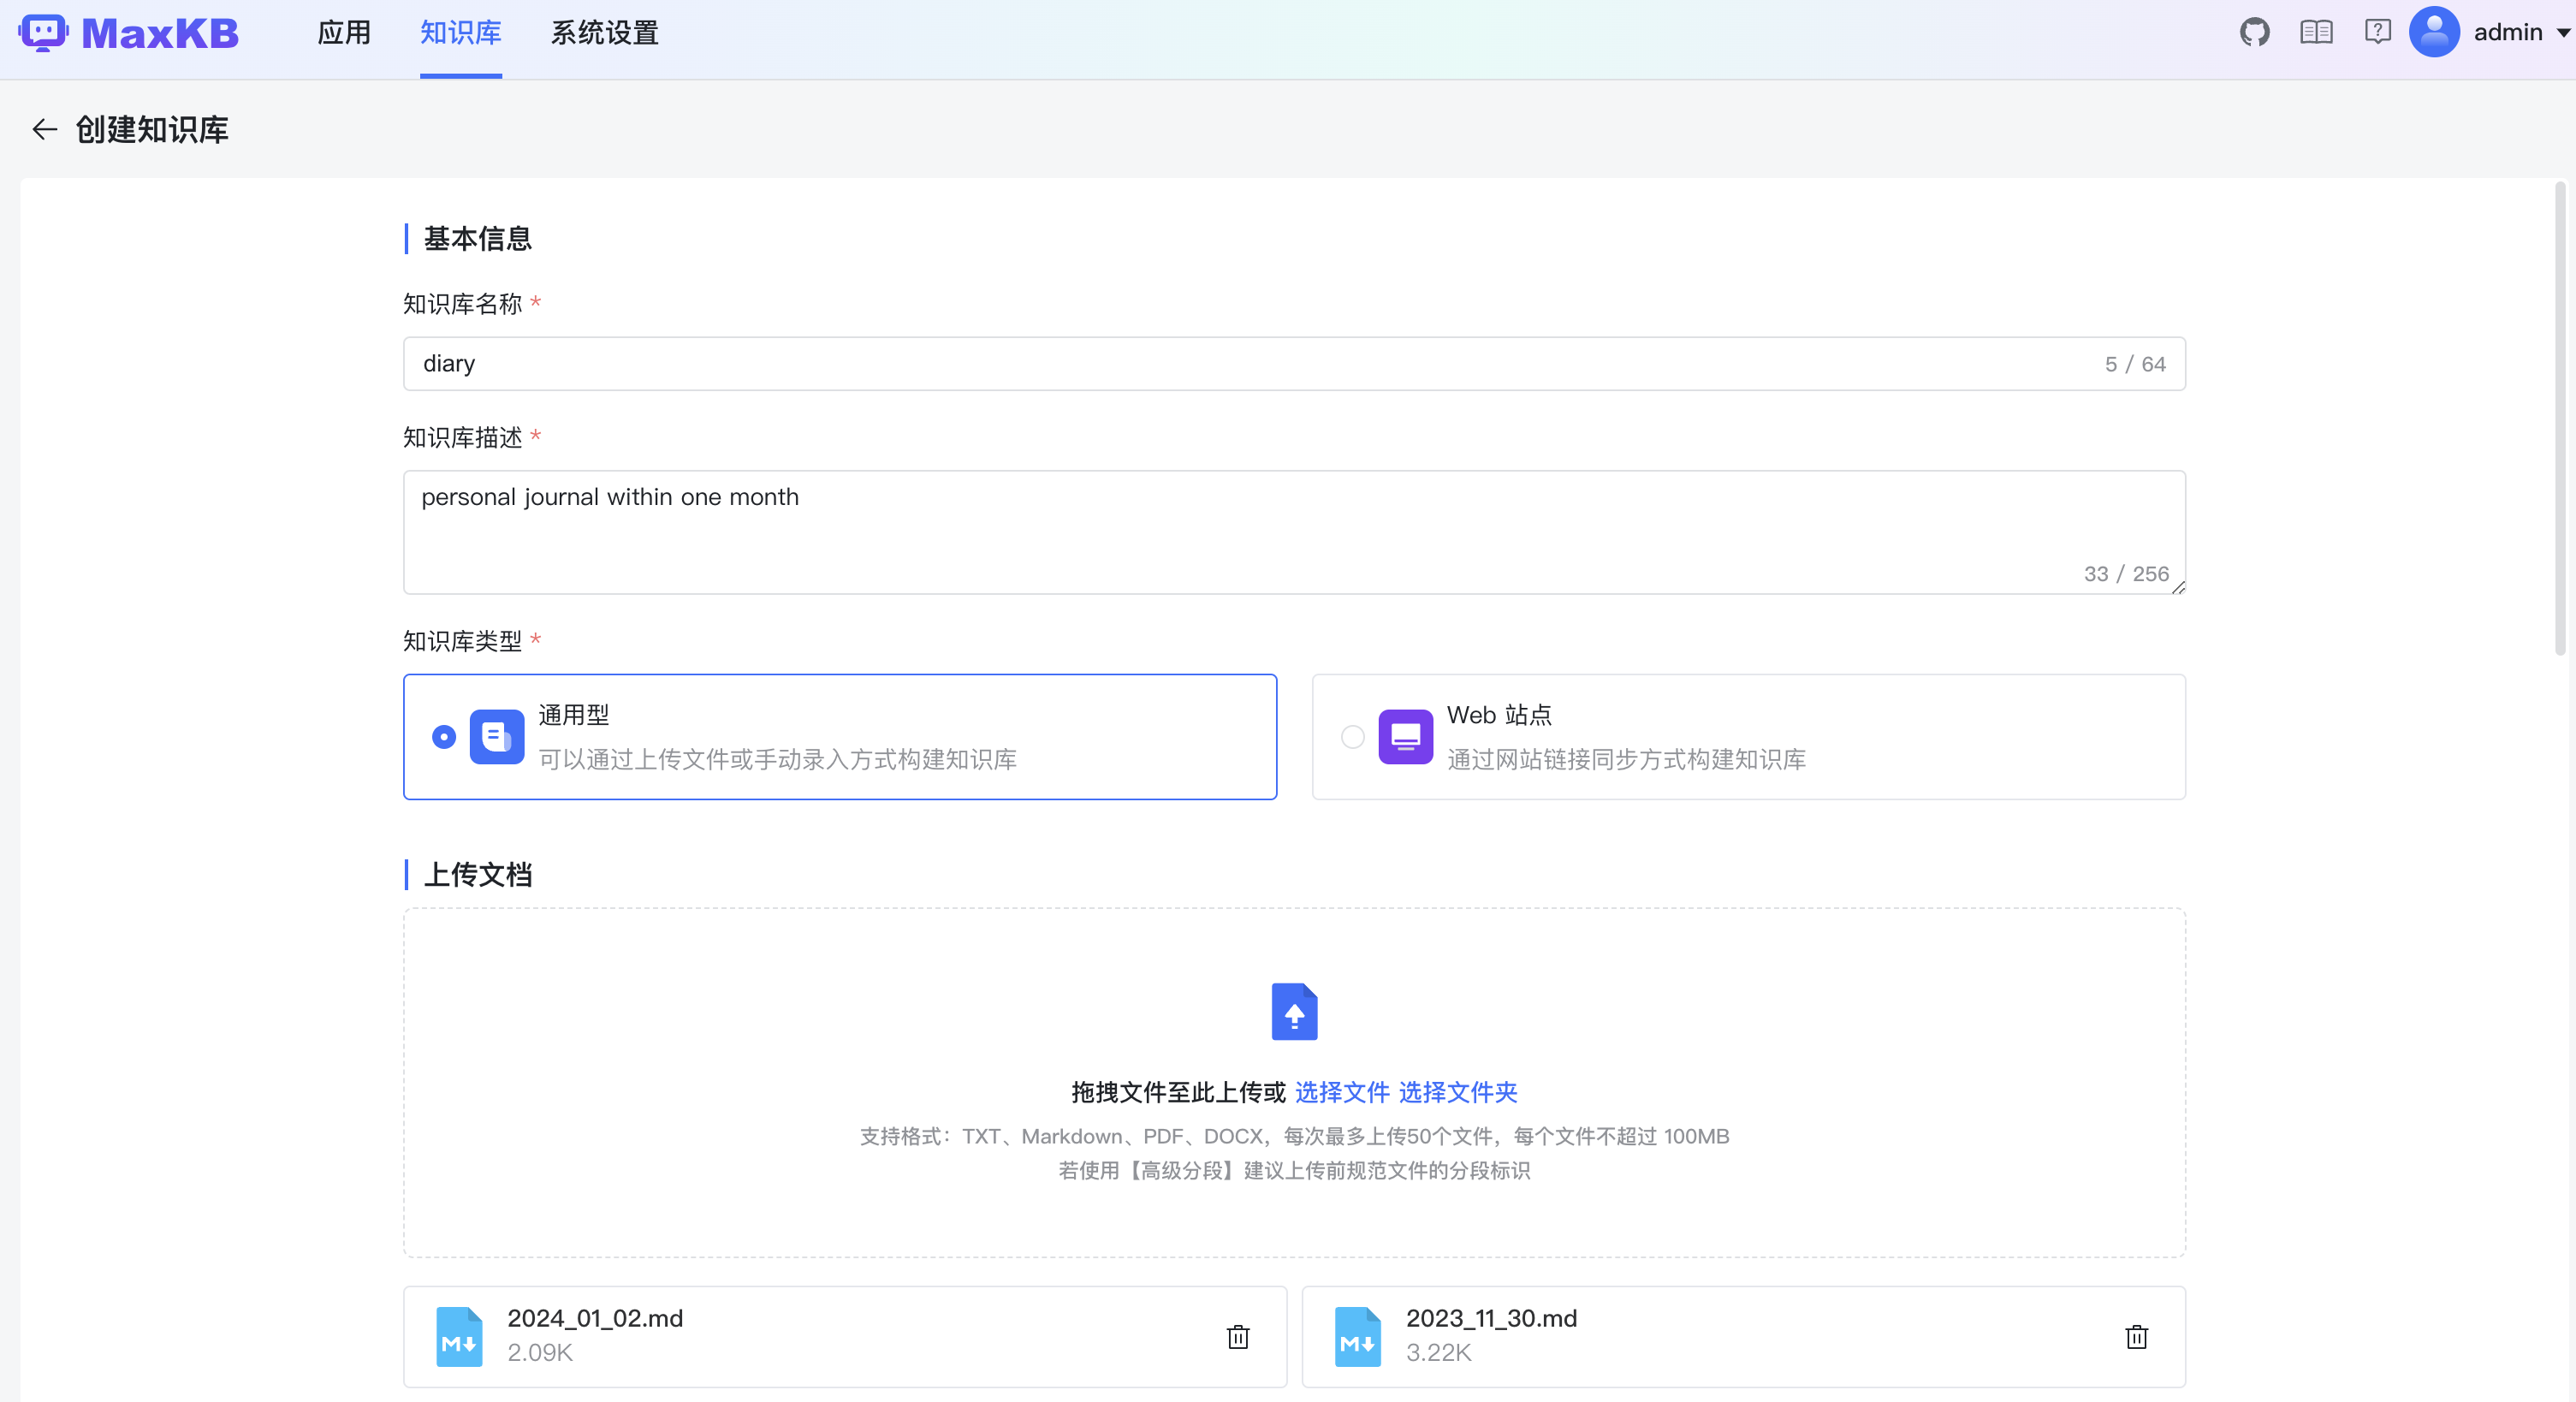 MaxKB 应用 知识库 系统设置 admin
创建知识库
基本信息
知识库名称 *
diary 5 / 64
知识库描述 *
personal journal within one month
33 / 256
知识库类型 *
通用型
可以通过上传文件或手动录入方式构建知识库
Web 站点
通过网站链接同步方式构建知识库
上传文档
拖拽文件至此上传或 选择文件 选择文件夹
支持格式：TXT、Markdown、PDF、DOCX，每次最多上传50个文件，每个文件不超过 100MB
若使用【高级分段】建议上传前规范文件的分段标识
2024_01_02.md
2.09K
2023_11_30.md
3.22K